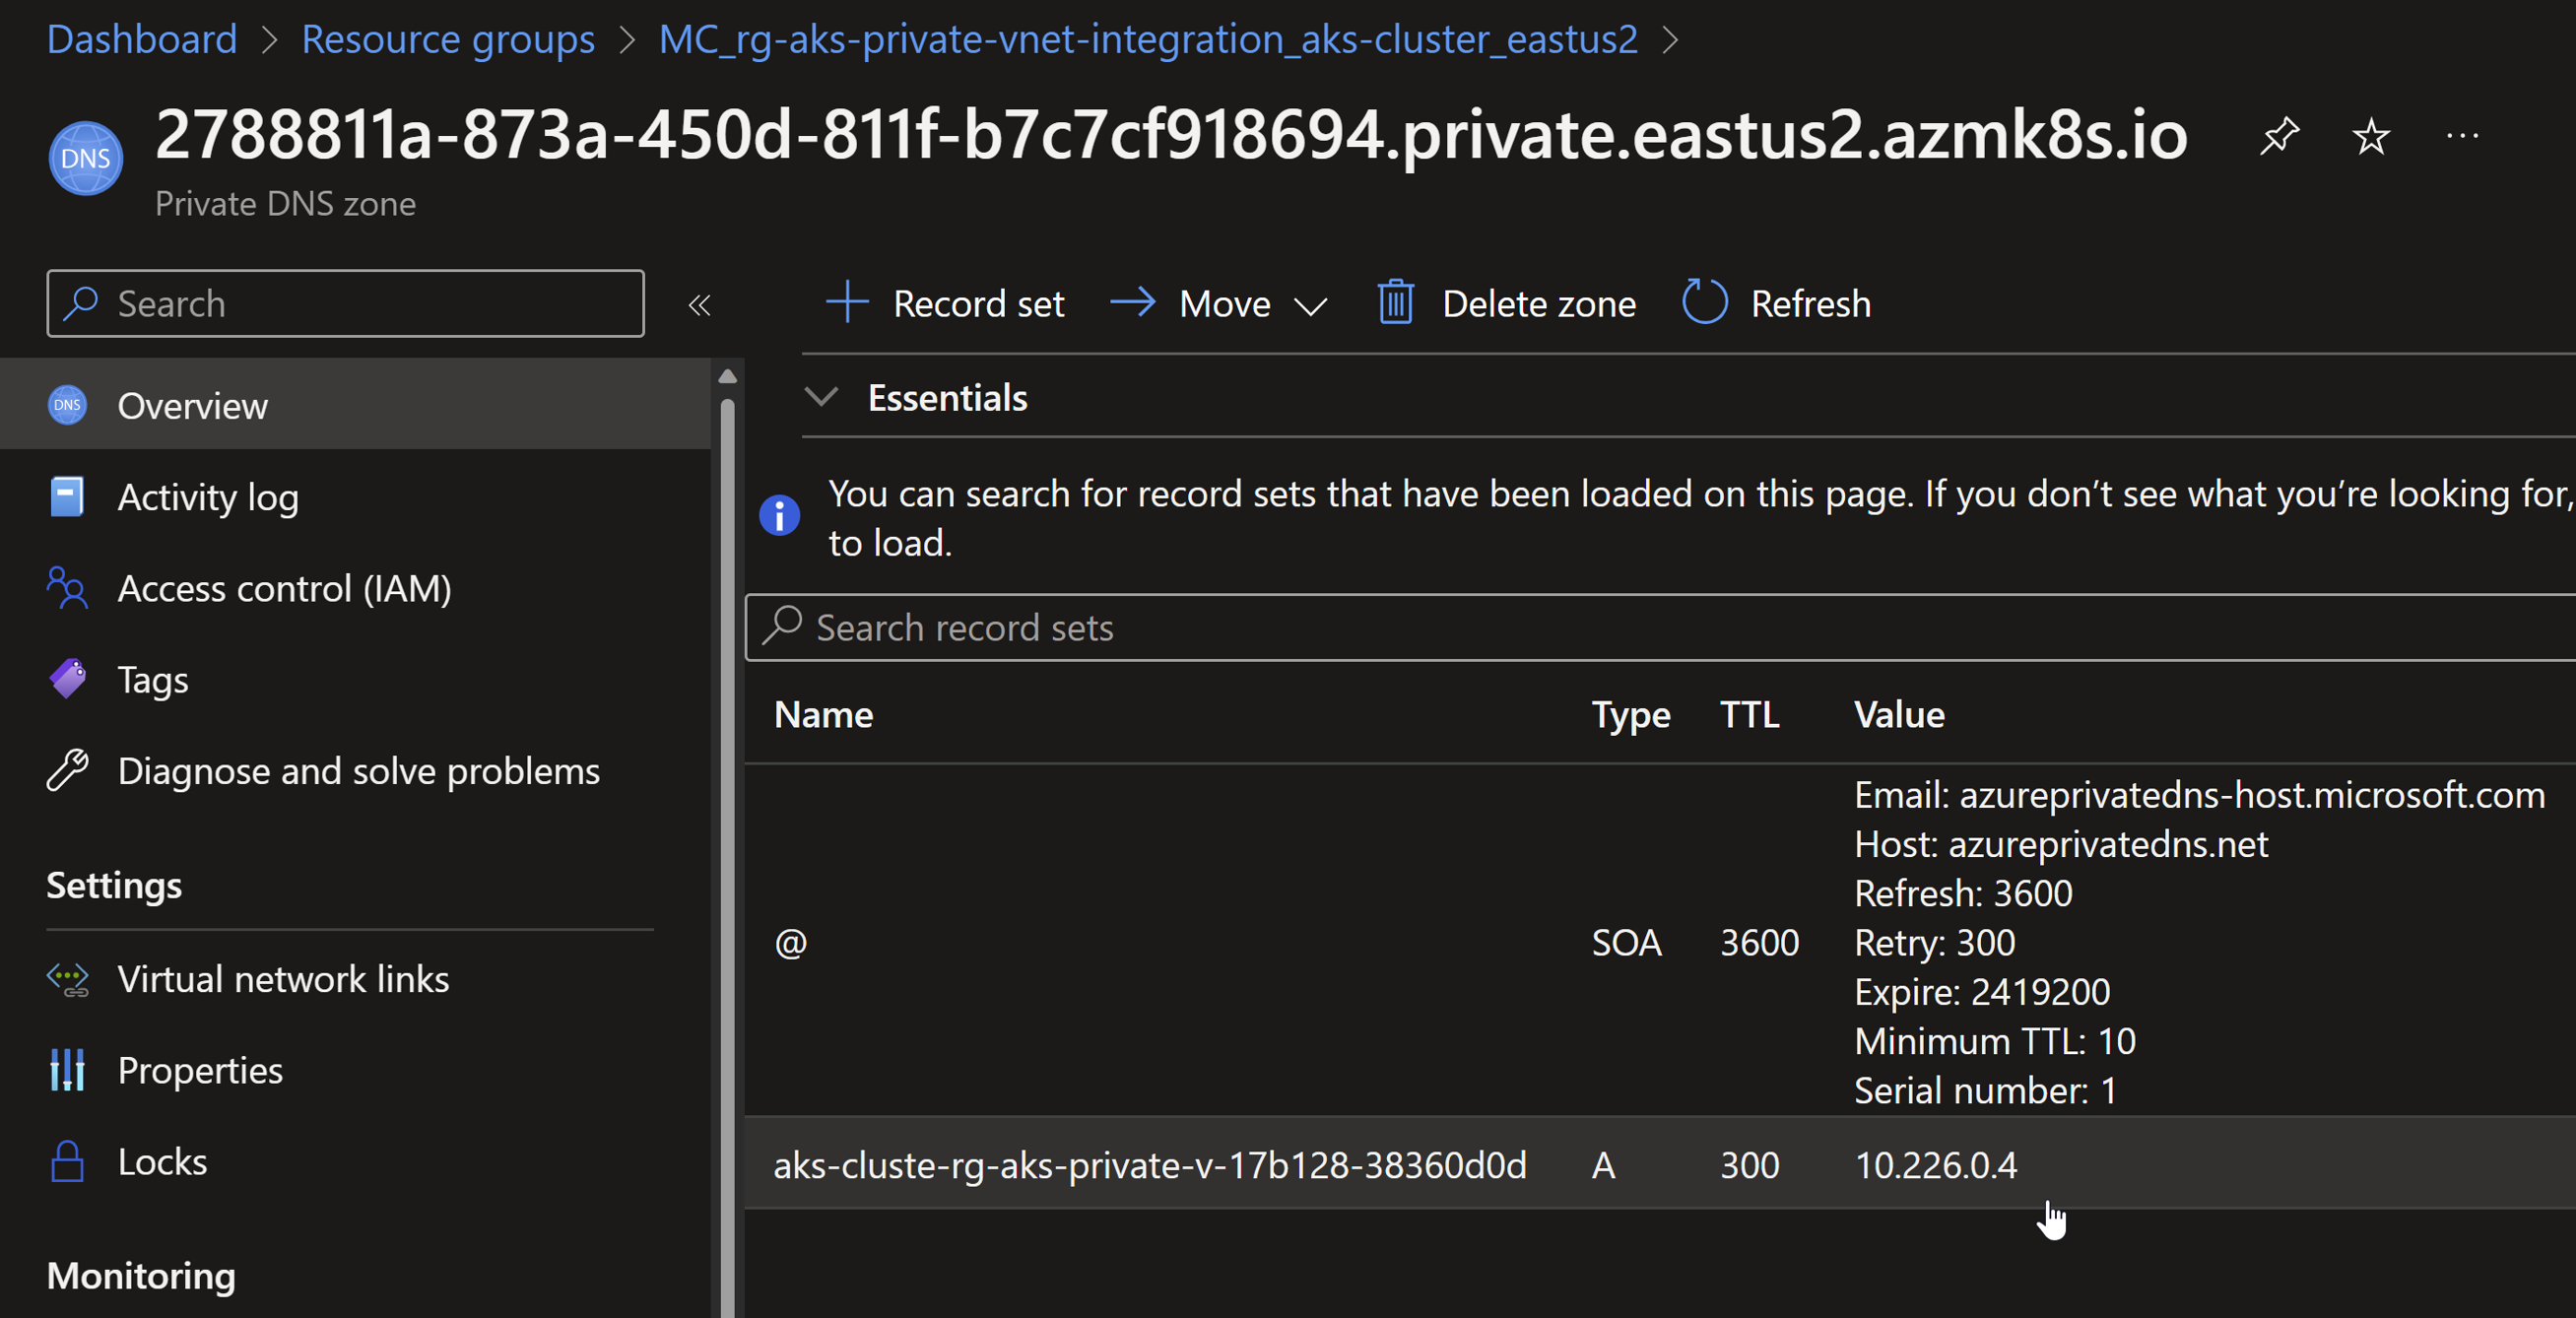 Dashboard > Resource groups > MC_rg-aks-private-vnet-integration_aks-cluster_eastus2 >
DNS
2788811a-873a-450d-811f-b7c7cf918694.private.eastus2.azmk8s.io
Private DNS zone
Search
Record set
Move
Delete zone
Refresh
DNS
Overview
Activity log
Access control (IAM)
Tags
Diagnose and solve problems
Settings
Virtual network links
Properties
Locks
Monitoring
Essentials
You can search for record sets that have been loaded on this page. If you don’t see what you’re looking for,
to load.
Search record sets
Name Type TTL Value
@ SOA 3600
Email: azureprivatedns-host.microsoft.com
Host: azureprivatedns.net
Refresh: 3600
Retry: 300
Expire: 2419200
Minimum TTL: 10
Serial number: 1
aks-cluste-rg-aks-private-v-17b128-38360d0d A 300 10.226.0.4